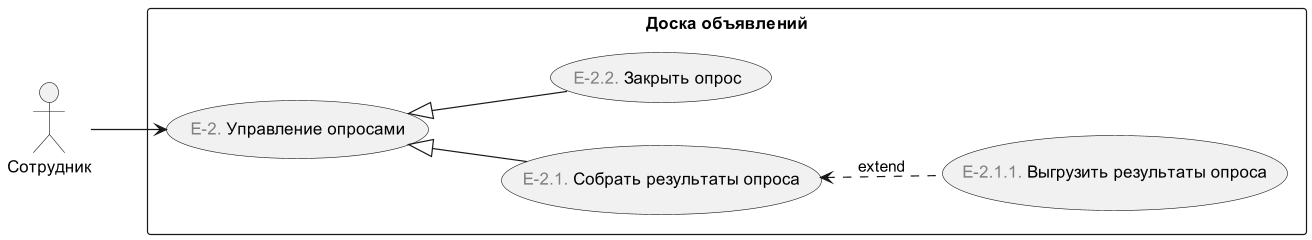 Доска объявлений
E-2.2. Закрыть опрос
E-2. Управление опросами
Сотрудник
E-2.1. Собрать результаты опроса
extend
E-2.1.1. Выгрузить результаты опроса